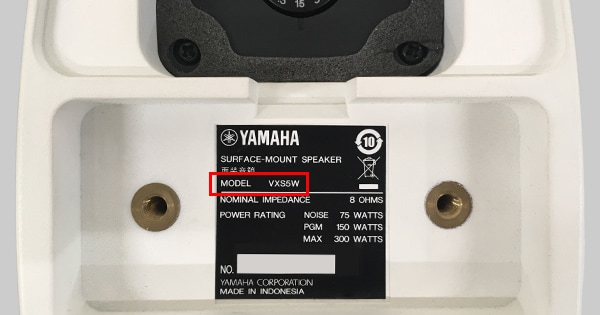 15
YAMAHA
10
SURFACE-MOUNT SPEAKER
MODEL VXS5W
NOMINAL IMPEDANCE 8 OHMS
POWER RATING NOISE 75 WATTS
PGM 150 WATTS
MAX 300 WATTS
NO.
YAMAHA CORPORATION
MADE IN INDONESIA